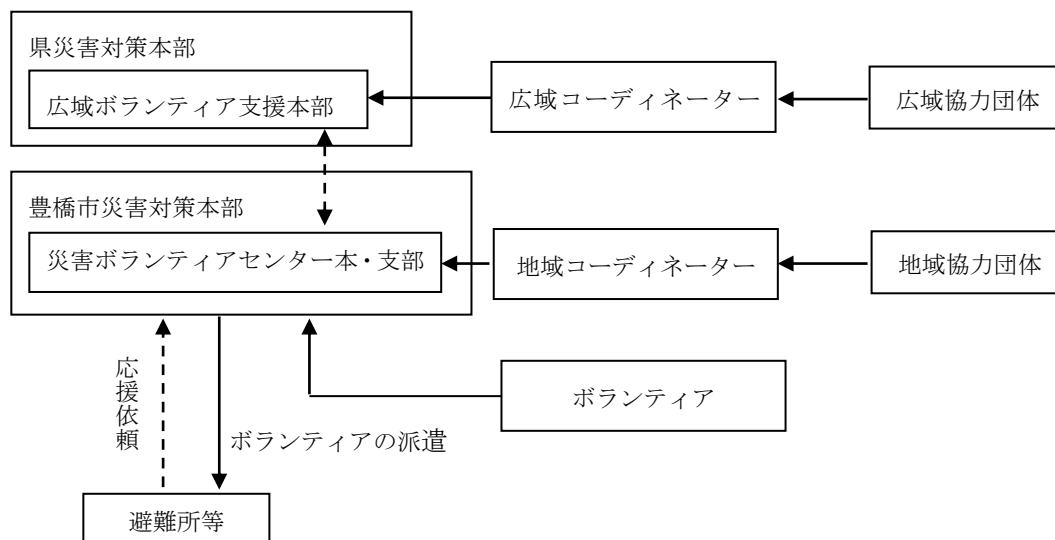 県災害対策本部
広域ボランティア支援本部
広域コーディネーター
広域協力団体
豊橋市災害対策本部
災害ボランティアセンター本・支部
地域コーディネーター
地域協力団体
応援依頼
ボランティアの派遣
ボランティア
避難所等